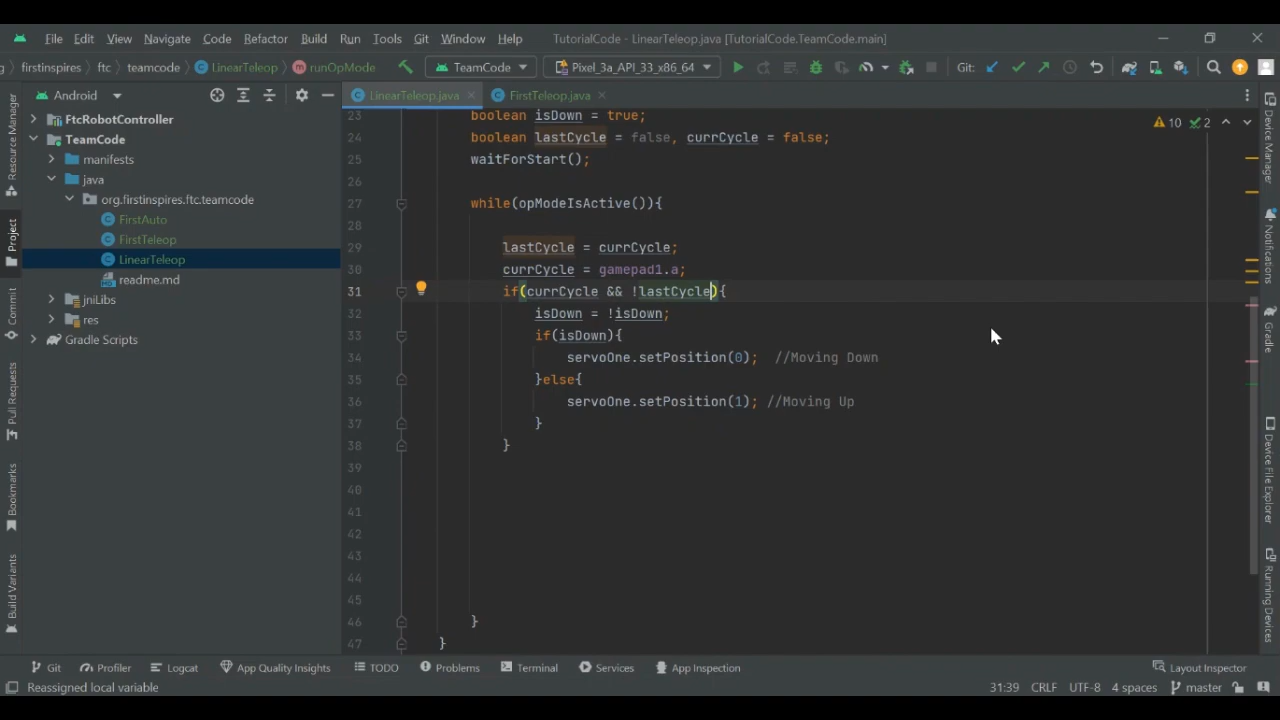 File Edit View Navigate Code Refactor Build Run Tools Git Window Help TutorialCode - LinearTeleop.java [TutorialCode.TeamCode.main]
firstinspires ftc teamcode LinearTeleop runOpMode TeamCode Pixel_3a_API_33_x86_64 Git:
Android LinearTeleop.java FirstTeleop.java
Resource Manager
Project
Commit
Pull Requests
Bookmarks
Build Variants
FtcRobotController
TeamCode
manifests
java
org.firstinspires.ftc.teamcode
FirstAuto
FirstTeleop
LinearTeleop
readme.md
jniLibs
res
Gradle Scripts
10 2
23 boolean isDown = true;
24 boolean lastCycle = false, currCycle = false;
25 waitForStart();
26
27 while(opModeIsActive()){
28
29 lastCycle = currCycle;
30 currCycle = gamepad1.a;
31 if(currCycle && !lastCycle){
32 isDown = !isDown;
33 if(isDown){
34 servoOne.setPosition(0); //Moving Down
35 }else{
36 servoOne.setPosition(1); //Moving Up
37 }
38 }
39
40
41
42
43
44
45
46 }
47 }
Device Manager
Notifications
Gradle
Device File Explorer
Running Devices
Git Profiler Logcat App Quality Insights TODO Problems Terminal Services App Inspection Layout Inspector
Reassigned local variable 31:39 CRLF UTF-8 4 spaces master